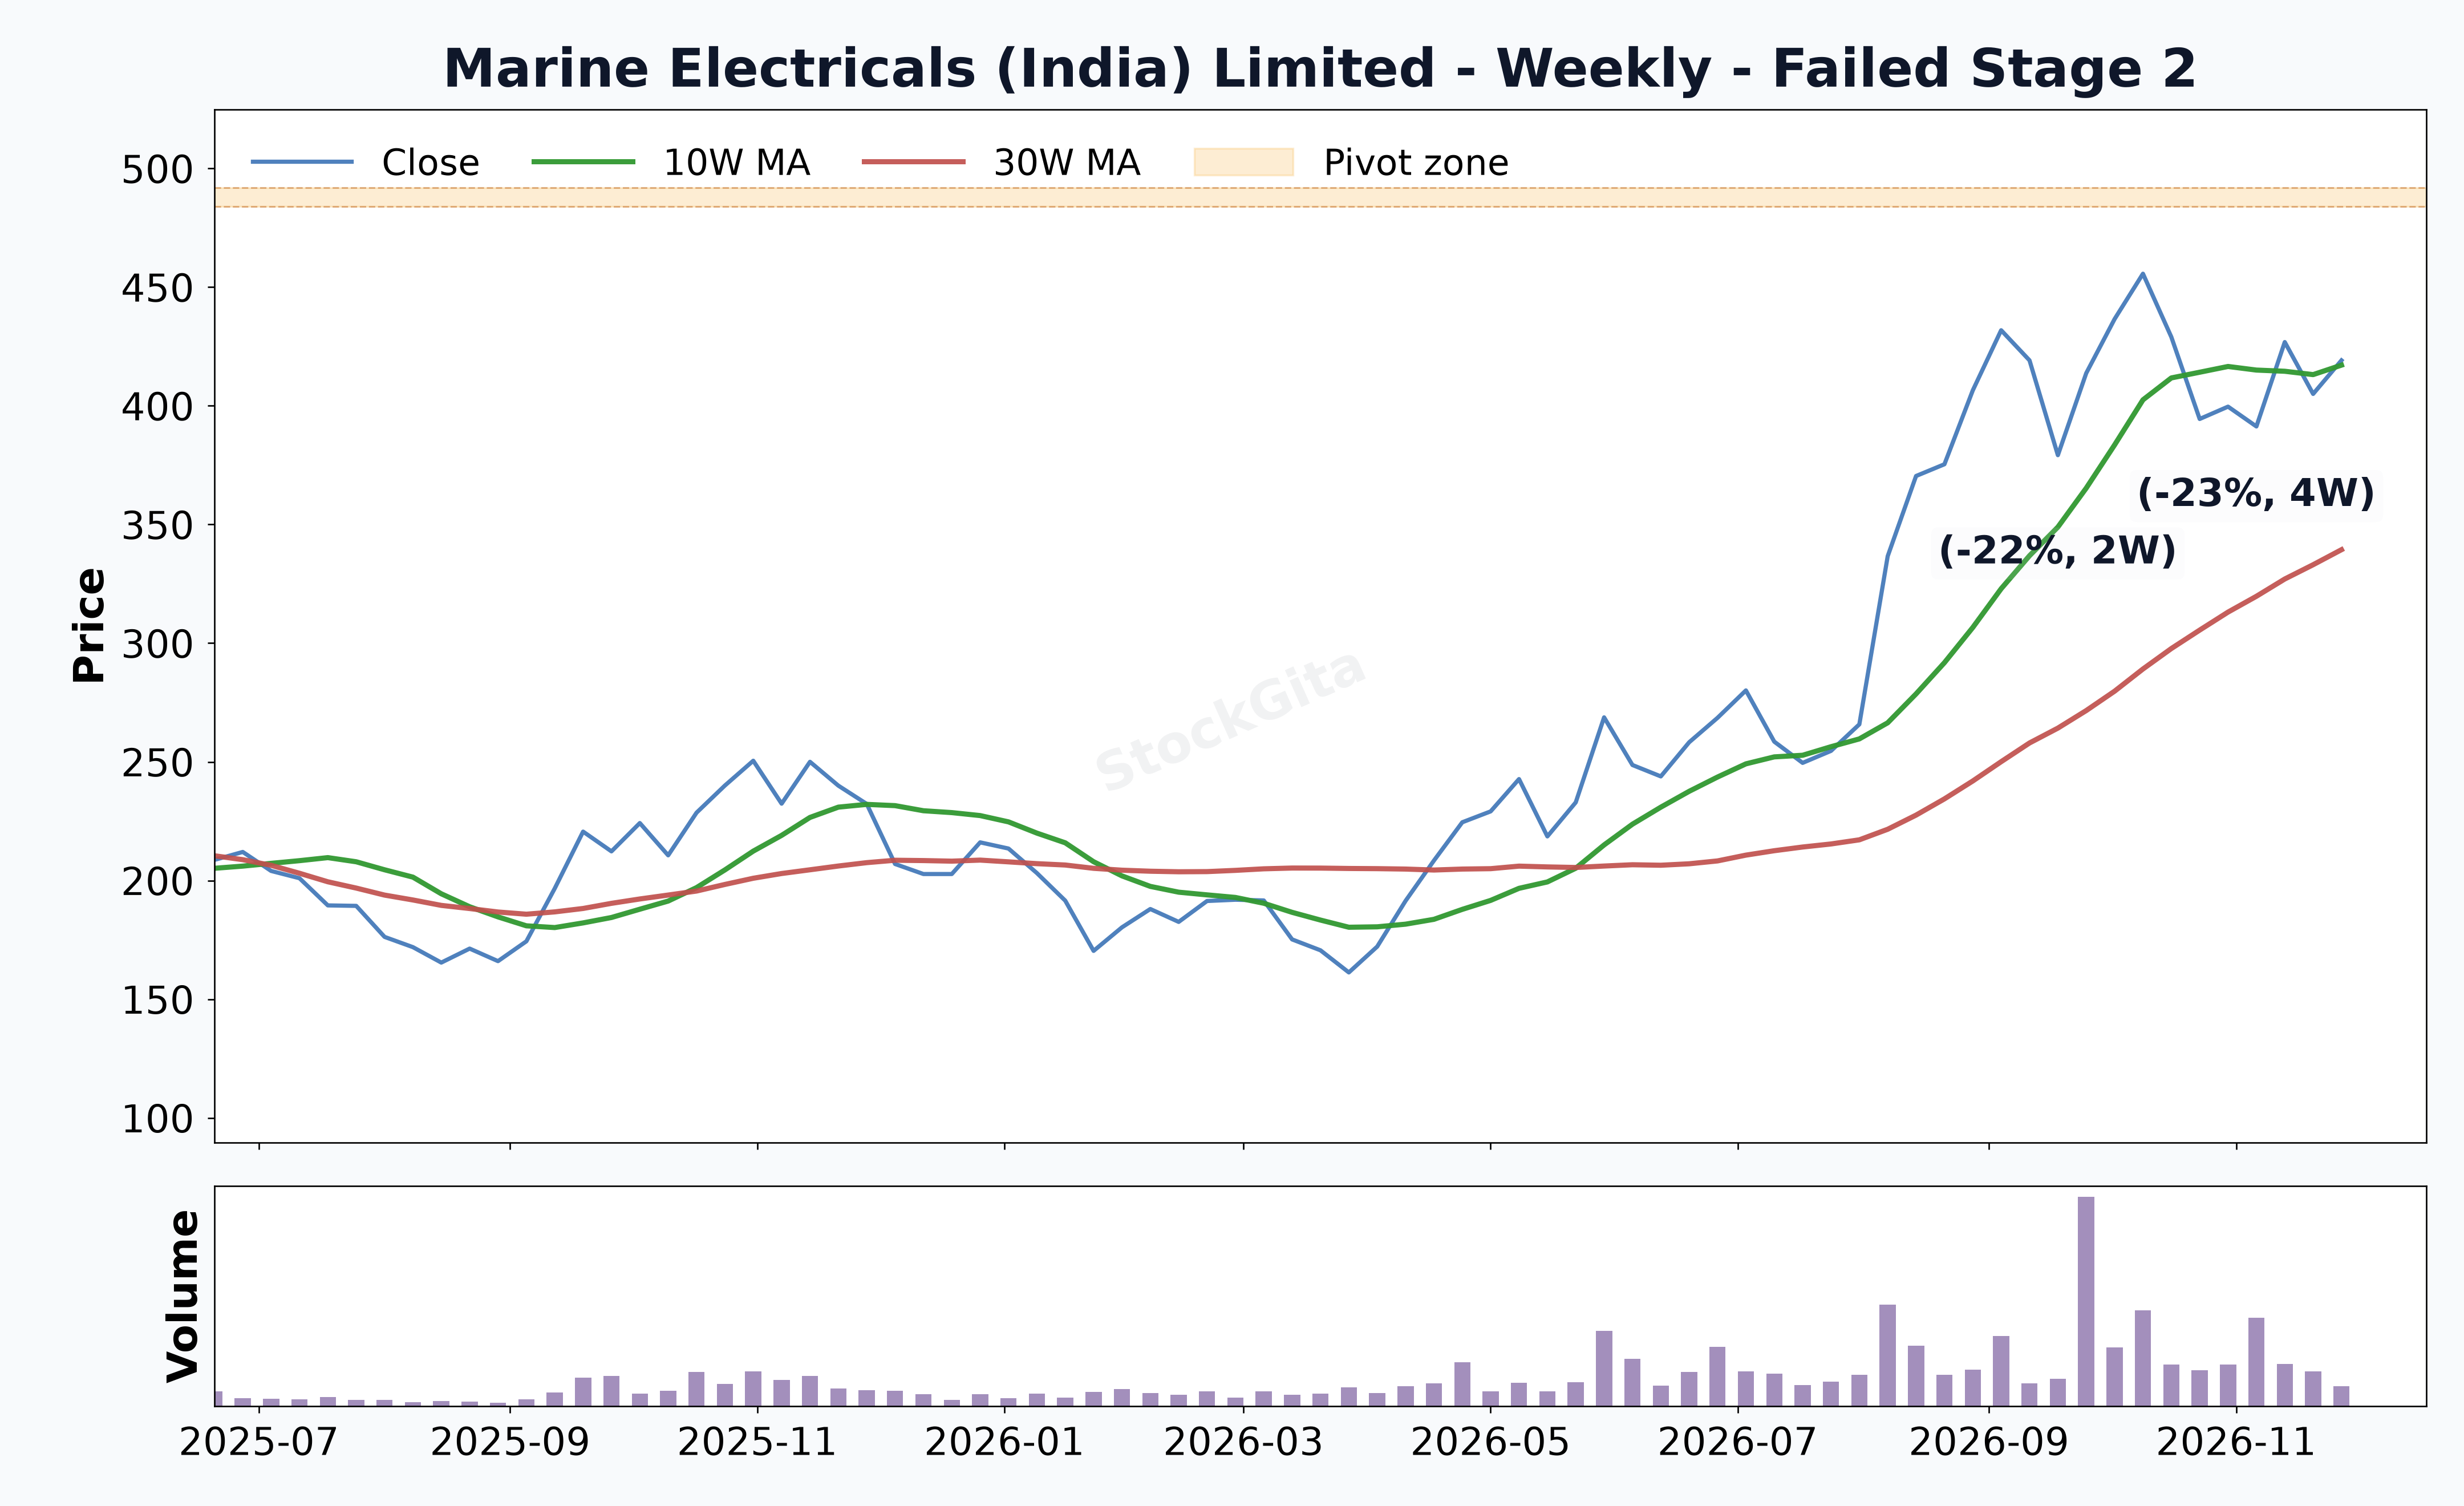 Marine Electricals (India) Limited - Weekly - Failed Stage 2
Close 10W MA 30W MA Pivot zone
500
450
400
350
300
250
200
150
100
Price
(-23%, 4W)
(-22%, 2W)
StockGita
Volume
2025-07 2025-09 2025-11 2026-01 2026-03 2026-05 2026-07 2026-09 2026-11